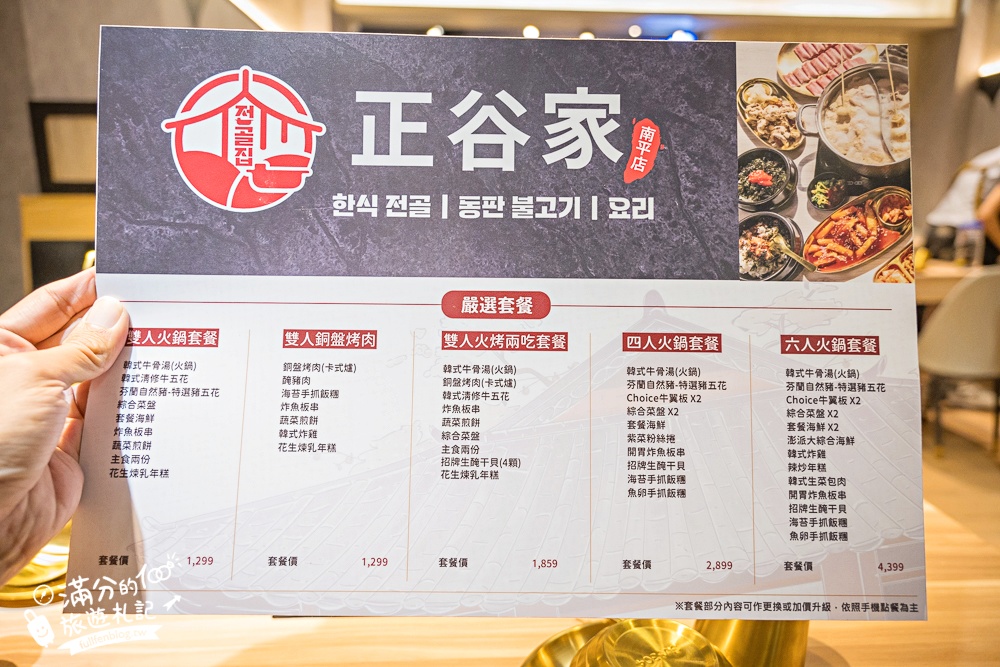 전골집
正谷家
南平店
한식 전골 | 동판 불고기 | 요리
嚴選套餐
雙人火鍋套餐
韓式牛骨湯(火鍋)
韓式清修牛五花
芬蘭自然豬-特選豬五花
綜合菜盤
套餐海鮮
炸魚板串
蔬菜煎餅
主食兩份
花生煉乳年糕
套餐價 1,299
雙人銅盤烤肉
銅盤烤肉(卡式爐)
醃豬肉
海苔手抓飯糰
炸魚板串
蔬菜煎餅
韓式炸雞
花生煉乳年糕
套餐價 1,299
雙人火烤兩吃套餐
韓式牛骨湯(火鍋)
銅盤烤肉(卡式爐)
韓式清修牛五花
炸魚板串
蔬菜煎餅
綜合菜盤
主食兩份
招牌生醃干貝(4顆)
花生煉乳年糕
套餐價 1,859
四人火鍋套餐
韓式牛骨湯(火鍋)
芬蘭自然豬-特選豬五花
Choice牛翼板 X2
綜合菜盤 X2
套餐海鮮
紫菜粉絲捲
開胃炸魚板串
招牌生醃干貝
海苔手抓飯糰
魚卵手抓飯糰
套餐價 2,899
六人火鍋套餐
韓式牛骨湯(火鍋)
芬蘭自然豬-特選豬五花
Choice牛翼板 X2
綜合菜盤 X2
套餐海鮮 X2
澎派大綜合海鮮
韓式炸雞
辣炒年糕
韓式生菜包肉
開胃炸魚板串
招牌生醃干貝
海苔手抓飯糰
魚卵手抓飯糰
套餐價 4,399
※套餐部分內容可作更換或加價升級，依照手機點餐為主
滿分的
旅遊札記